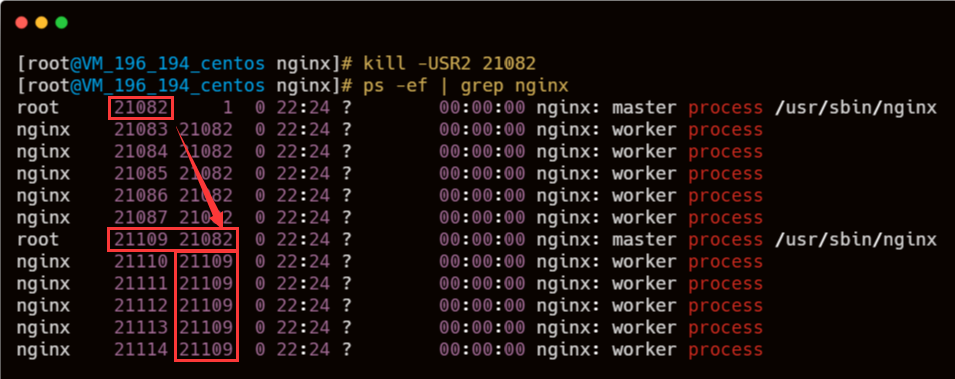 [root@VM_196_194_centos nginx]# kill -USR2 21082
[root@VM_196_194_centos nginx]# ps -ef | grep nginx
root 21082 1 0 22:24 ? 00:00:00 nginx: master process /usr/sbin/nginx
nginx 21083 21082 0 22:24 ? 00:00:00 nginx: worker process
nginx 21084 21082 0 22:24 ? 00:00:00 nginx: worker process
nginx 21085 21082 0 22:24 ? 00:00:00 nginx: worker process
nginx 21086 21082 0 22:24 ? 00:00:00 nginx: worker process
nginx 21087 21082 0 22:24 ? 00:00:00 nginx: worker process
root 21109 21082 0 22:24 ? 00:00:00 nginx: master process /usr/sbin/nginx
nginx 21110 21109 0 22:24 ? 00:00:00 nginx: worker process
nginx 21111 21109 0 22:24 ? 00:00:00 nginx: worker process
nginx 21112 21109 0 22:24 ? 00:00:00 nginx: worker process
nginx 21113 21109 0 22:24 ? 00:00:00 nginx: worker process
nginx 21114 21109 0 22:24 ? 00:00:00 nginx: worker process